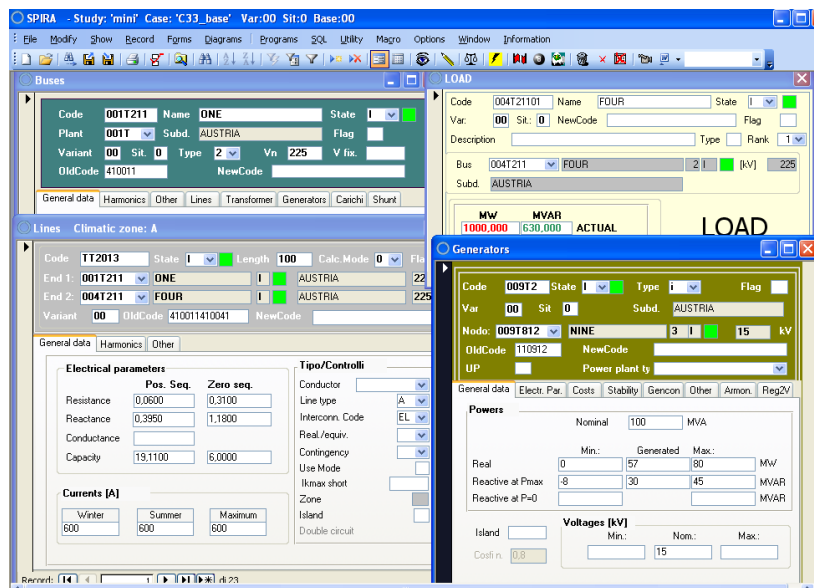 SPIRA - Study: 'mini' Case: 'C33_base' Var:00 Sit:0 Base:00
File Modify Show Record Forms Diagrams Programs SQL Utility Macro Options Window Information
Buses
Code 001T211 Name ONE State I
Plant 001T Subd. AUSTRIA Flag
Variant 00 Sit. 0 Type 2 Vn 225 V fix.
OldCode 410011 NewCode
General data Harmonics Other Lines Transformer Generators Carichi Shunt
LOAD
Code 004T21101 Name FOUR State I
Var: 00 Sit.: 0 NewCode Flag
Description Type Rank 1
Bus 004T211 FOUR 2 I [kV] 225
Subd. AUSTRIA
MW MVAR
1000,000 630,000 ACTUAL LOAD
Lines Climatic zone: A
Code TT2013 State I Length 100 Calc.Mode 0 Fla
End 1: 001T211 ONE I AUSTRIA 22
End 2: 004T211 FOUR I AUSTRIA 225
Variant 00 OldCode 410011410041 NewCode
General data Harmonics Other
Electrical parameters
Pos. Seq. Zero seq.
Resistance 0,0600 0,3100
Reactance 0,3950 1,1800
Conductance
Capacity 19,1100 6,0000
Currents [A]
Winter Summer Maximum
600 600 600
Tipo/Controlli
Conductor
Line type A
Interconn. Code EL
Real./equiv.
Contingency
Use Mode
Ikmax short
Zone
Island
Double circuit
Record: 1 di 23
Generators
Code 009T2 State I Type i Flag
Var 00 Sit 0 Subd. AUSTRIA
Nodo: 009T812 NINE 3 I 15 kV
OldCode 110912 NewCode
UP Power plant ty
General data Electr. Par. Costs Stability Gencon Other Armon. Reg2V
Powers
Nominal 100 MVA
Min.: Generated Max.:
Real 0 57 80 MW
Reactive at Pmax -8 30 45 MVAR
Reactive at P=0 MVAR
Island
Cosfi n. 0,8
Voltages [kV]
Min.: Nom.: Max.:
15